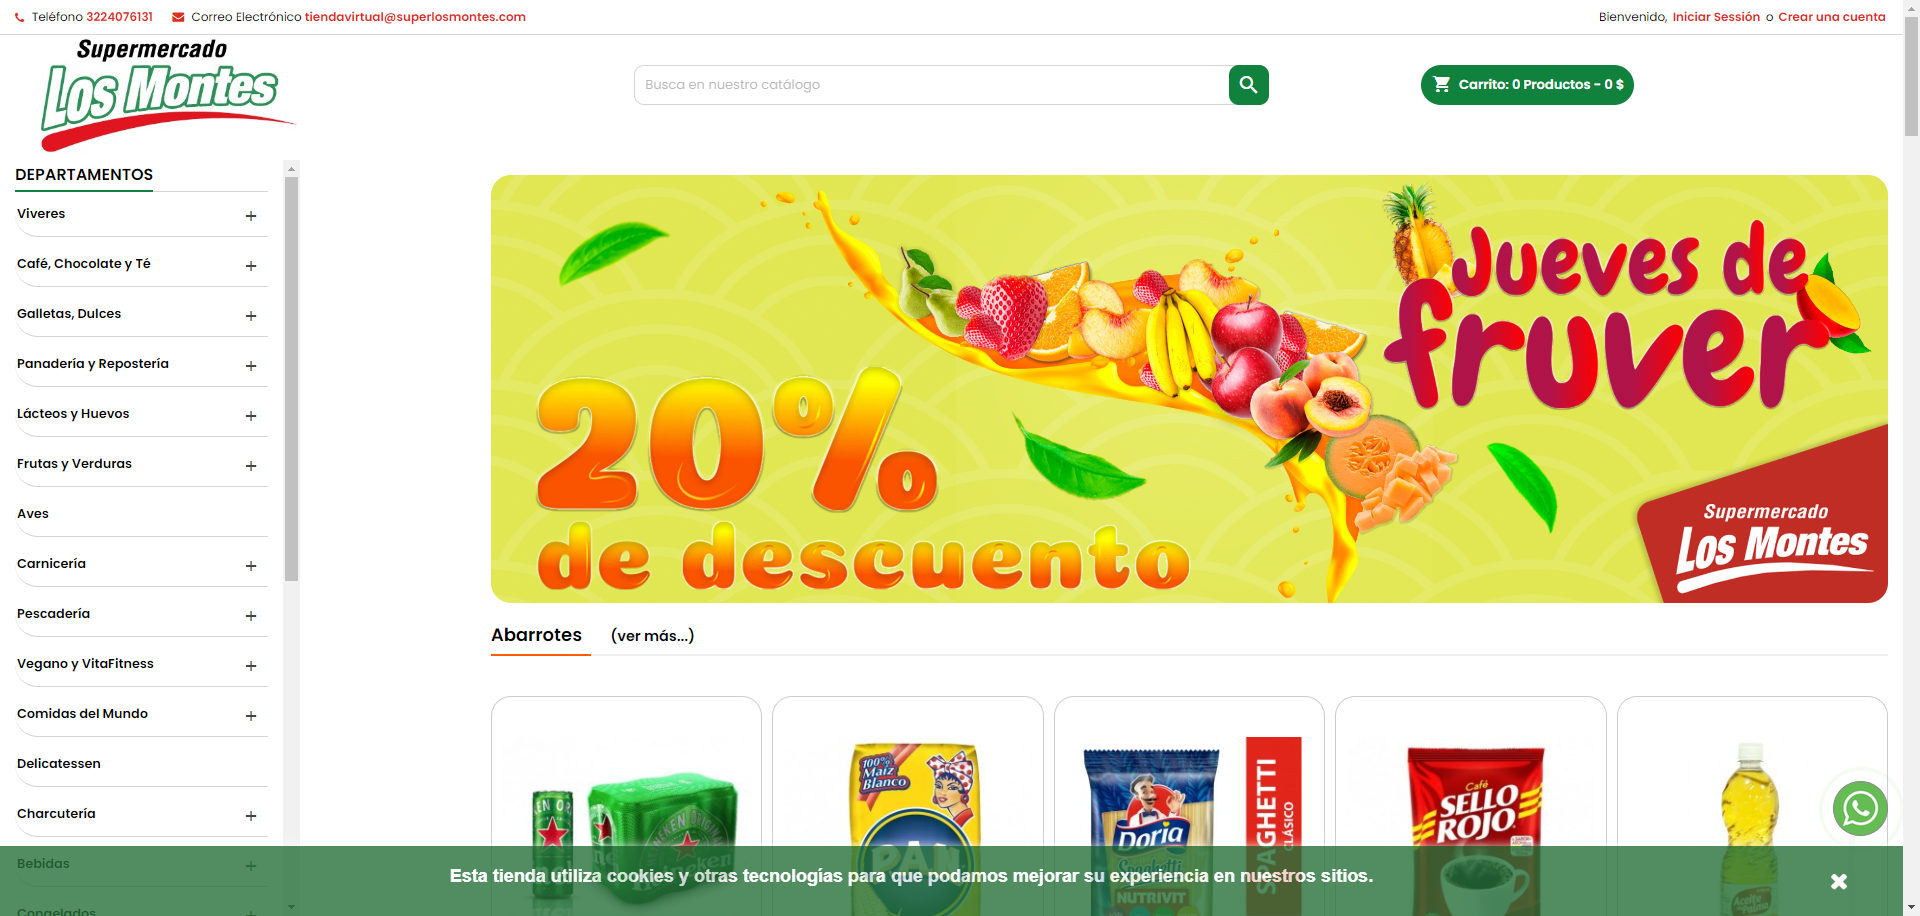 Teléfono 3224076131 Correo Electrónico tiendavirtual@superlosmontes.com
Bienvenido, Iniciar Sessión o Crear una cuenta
Supermercado
Los Montes
Busca en nuestro catálogo
Carrito: 0 Productos - 0 $
DEPARTAMENTOS
Viveres
Café, Chocolate y Té
Galletas, Dulces
Panadería y Repostería
Lácteos y Huevos
Frutas y Verduras
Aves
Carnicería
Pescadería
Vegano y VitaFitness
Comidas del Mundo
Delicatessen
Charcutería
Bebidas
Congelados
Jueves de
fruver
20%
de descuento
Supermercado
Los Montes
Abarrotes (ver más...)
100%
Maíz
Blanco
PAN
Doria
Spaghetti
NUTRIVIT
SPAGHETTI
CLÁSICO
Café
SELLO
ROJO
Heineken
Aceite
Esta tienda utiliza cookies y otras tecnologías para que podamos mejorar su experiencia en nuestros sitios.